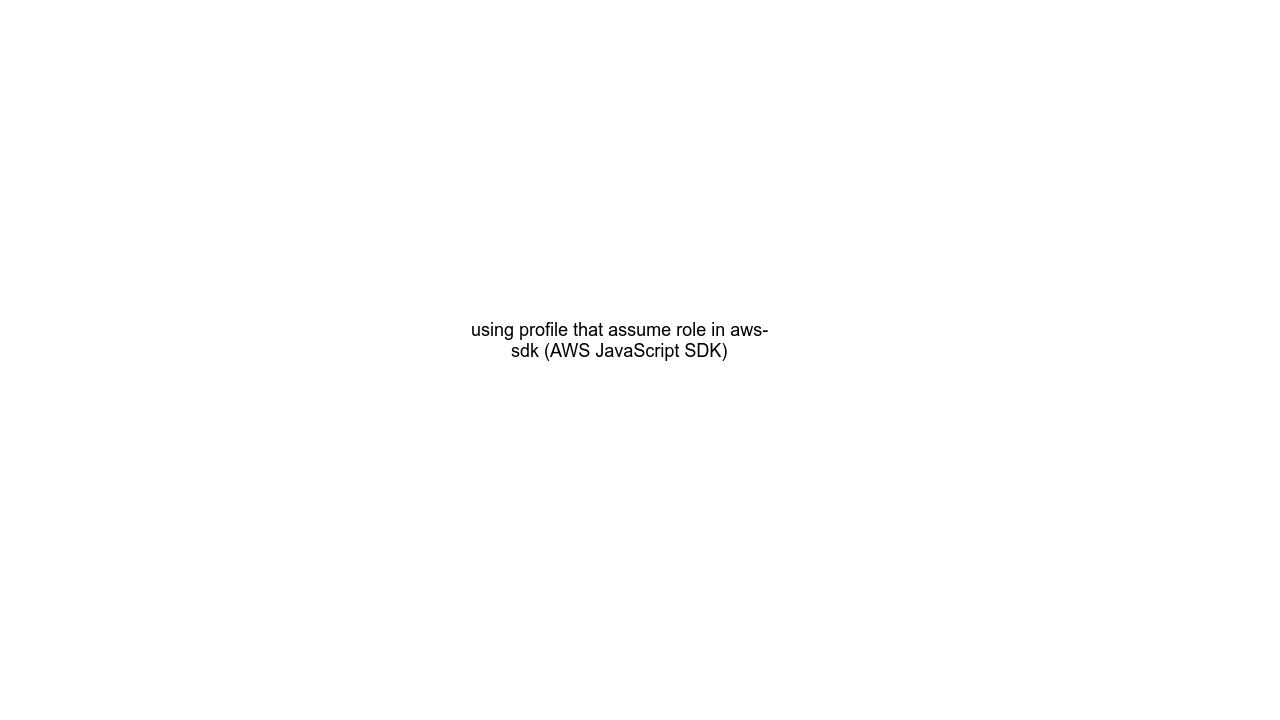 using profile that assume role in aws-
sdk (AWS JavaScript SDK)